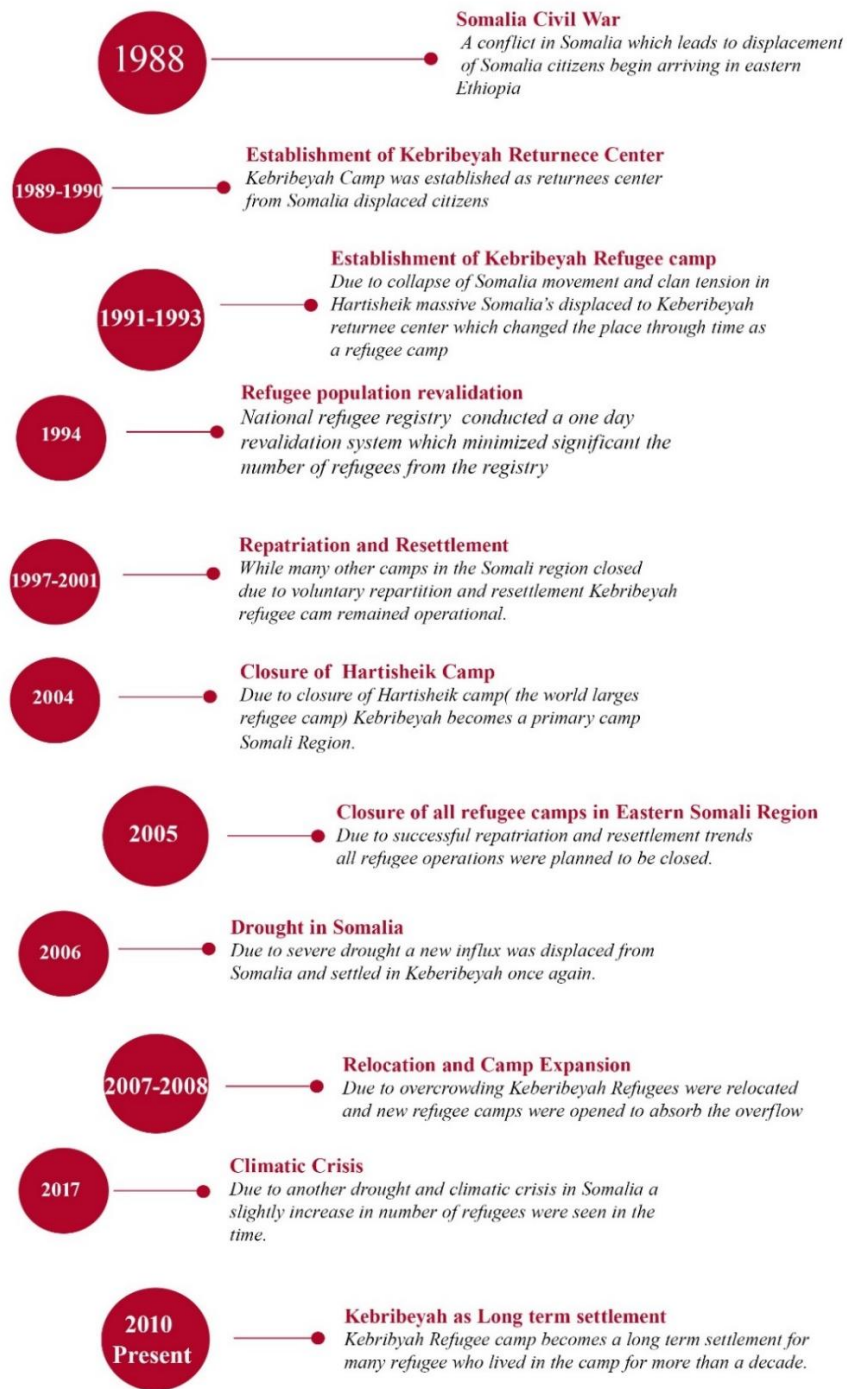 1988
Somalia Civil War
A conflict in Somalia which leads to displacement
of Somalia citizens begin arriving in eastern
Ethiopia
1989-1990
Establishment of Kebribeyah Returnece Center
Kebribeyah Camp was established as returnees center
from Somalia displaced citizens
1991-1993
Establishment of Kebribeyah Refugee camp
Due to collapse of Somalia movement and clan tension in
Hartisheik massive Somalia's displaced to Keberibeyah
returnee center which changed the place through time as
a refugee camp
1994
Refugee population revalidation
National refugee registry conducted a one day
revalidation system which minimized significant the
number of refugees from the registry
1997-2001
Repatriation and Resettlement
While many other camps in the Somali region closed
due to voluntary repartition and resettlement Kebribeyah
refugee cam remained operational.
2004
Closure of Hartisheik Camp
Due to closure of Hartisheik camp( the world larges
refugee camp) Kebribeyah becomes a primary camp
Somali Region.
2005
Closure of all refugee camps in Eastern Somali Region
Due to successful repatriation and resettlement trends
all refugee operations were planned to be closed.
2006
Drought in Somalia
Due to severe drought a new influx was displaced from
Somalia and settled in Keberibeyah once again.
2007-2008
Relocation and Camp Expansion
Due to overcrowding Keberibeyah Refugees were relocated
and new refugee camps were opened to absorb the overflow
2017
Climatic Crisis
Due to another drought and climatic crisis in Somalia a
slightly increase in number of refugees were seen in the
time.
2010
Present
Kebribeyah as Long term settlement
Kebribyah Refugee camp becomes a long term settlement for
many refugee who lived in the camp for more than a decade.